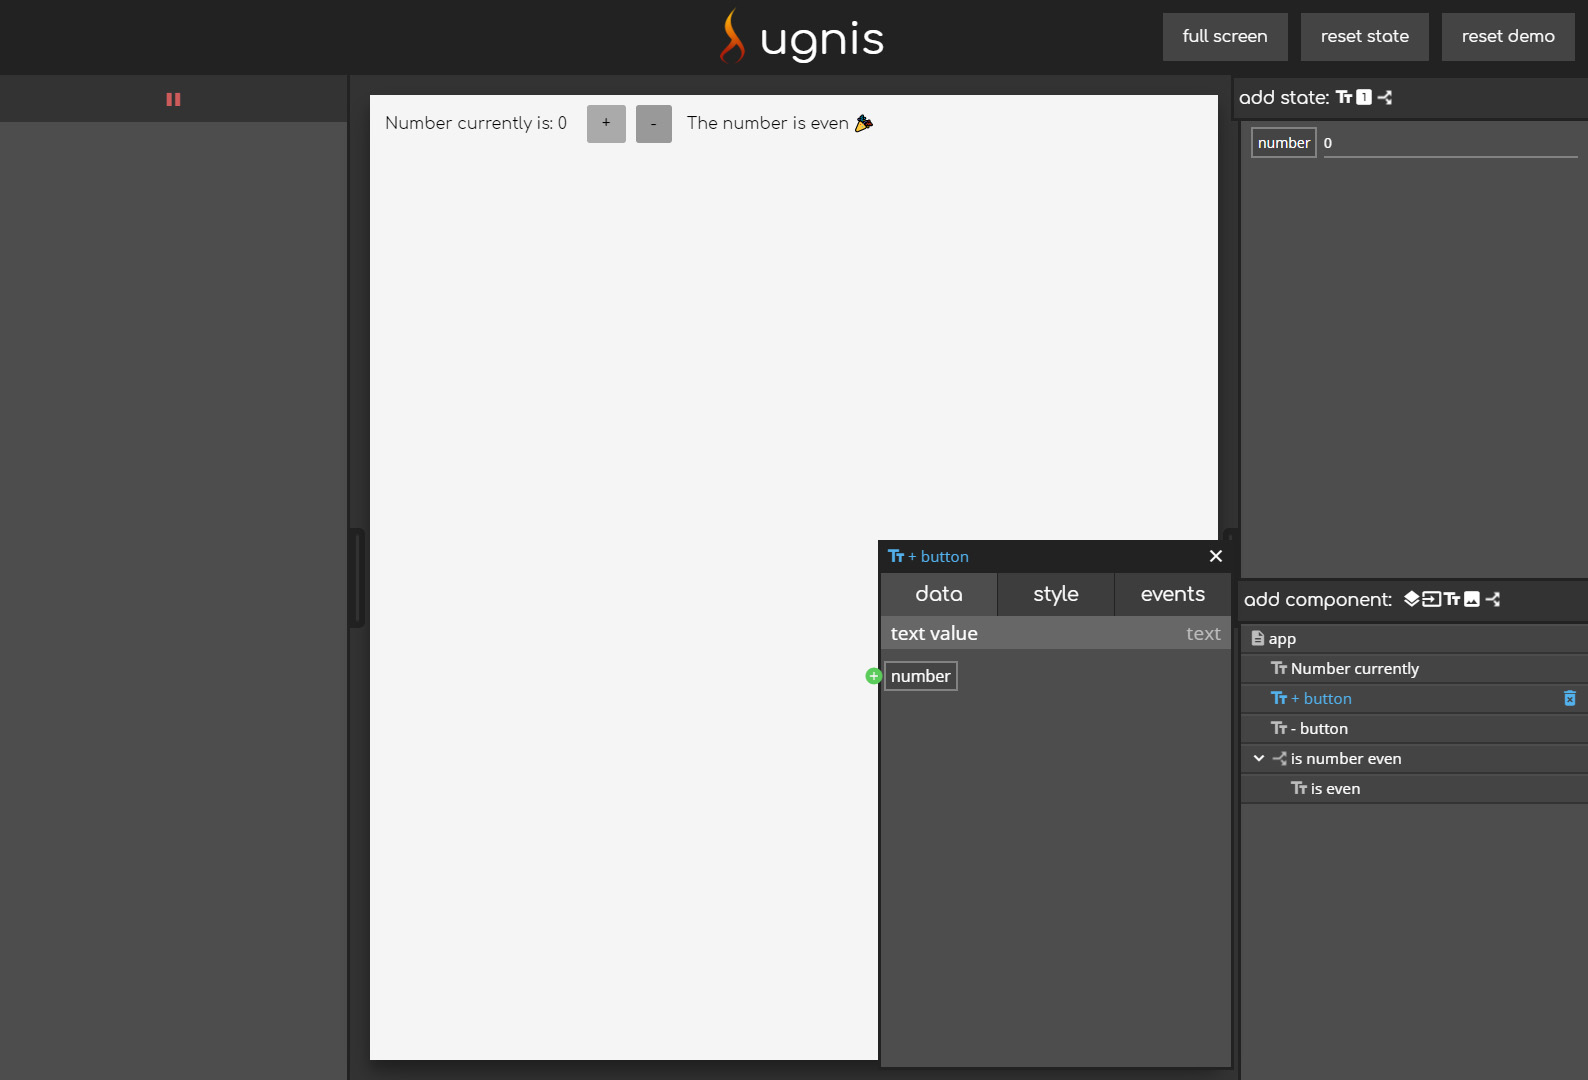 ugnis
full screen
reset state
reset demo
add state: 1
number 0
Number currently is: 0
+
-
The number is even
+ button
data
style
events
text value
text
number
add component:
app
Number currently
+ button
- button
is number even
is even